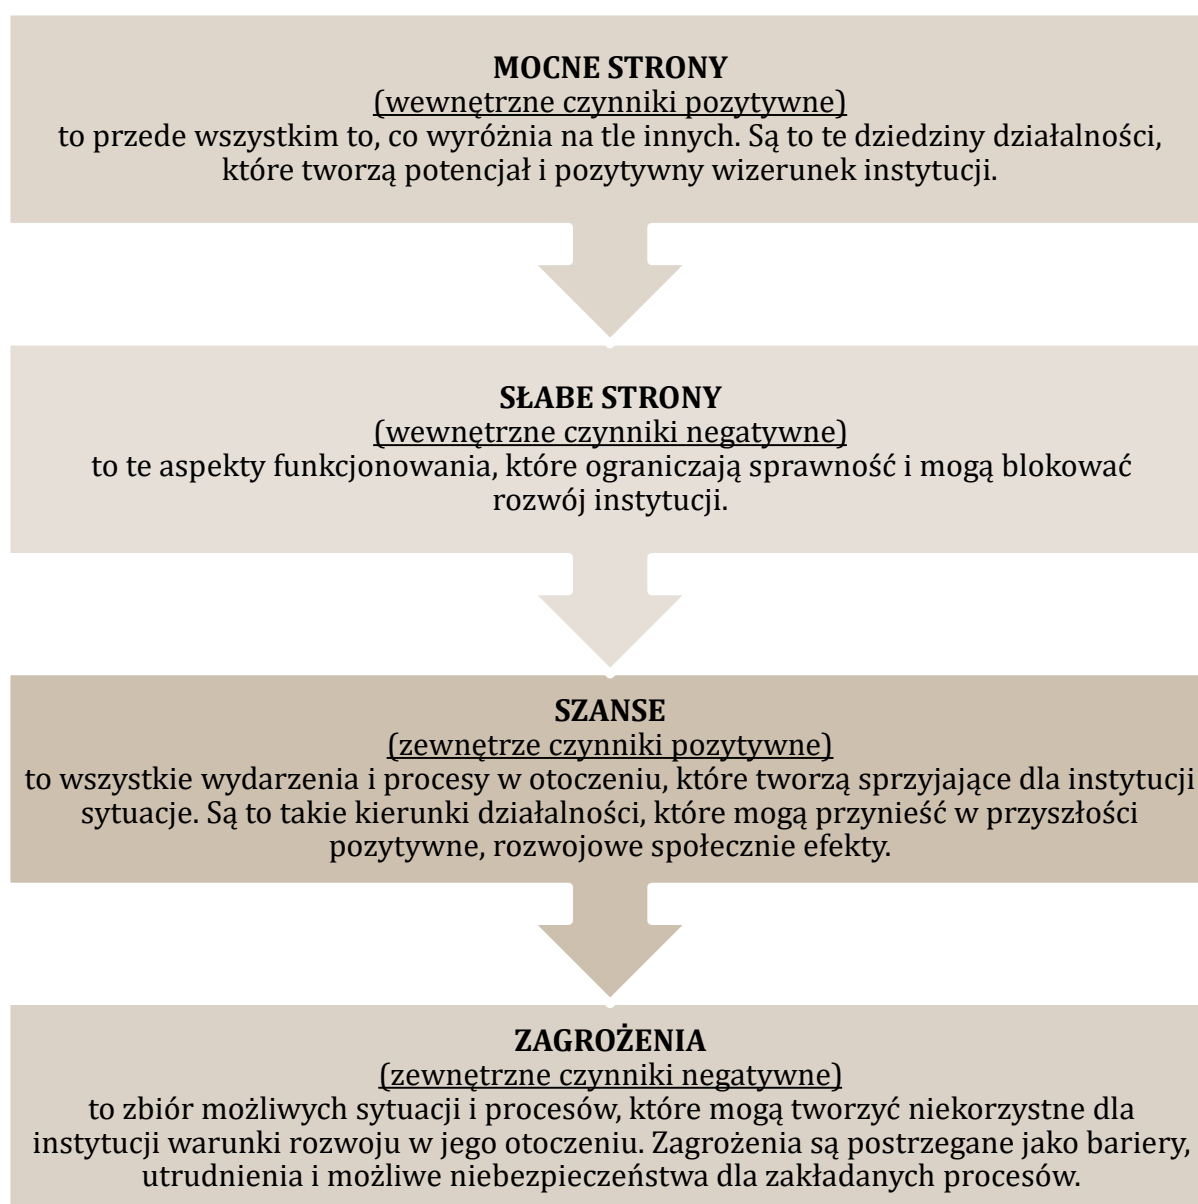 MOCNE STRONY
(wewnętrzne czynniki pozytywne)
to przede wszystkim to, co wyróżnia na tle innych. Są to te dziedziny działalności,
które tworzą potencjał i pozytywny wizerunek instytucji.
SŁABE STRONY
(wewnętrzne czynniki negatywne)
to te aspekty funkcjonowania, które ograniczają sprawność i mogą blokować
rozwój instytucji.
SZANSE
(zewnętrze czynniki pozytywne)
to wszystkie wydarzenia i procesy w otoczeniu, które tworzą sprzyjające dla instytucji
sytuacje. Są to takie kierunki działalności, które mogą przynieść w przyszłości
pozytywne, rozwojowe społecznie efekty.
ZAGROŻENIA
(zewnętrzne czynniki negatywne)
to zbiór możliwych sytuacji i procesów, które mogą tworzyć niekorzystne dla
instytucji warunki rozwoju w jego otoczeniu. Zagrożenia są postrzegane jako bariery,
utrudnienia i możliwe niebezpieczeństwa dla zakładanych procesów.